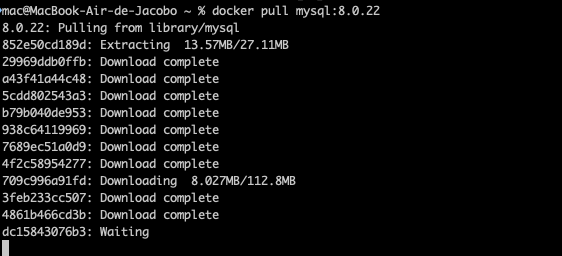 mac@MacBook-Air-de-Jacobo ~ % docker pull mysql:8.0.22
8.0.22: Pulling from library/mysql
852e50cd189d: Extracting  13.57MB/27.11MB
29969ddb0ffb: Download complete
a43f41a44c48: Download complete
5cdd802543a3: Download complete
b79b040de953: Download complete
938c64119969: Download complete
7689ec51a0d9: Download complete
4f2c58954277: Download complete
709c996a91fd: Downloading  8.027MB/112.8MB
3feb233cc507: Download complete
4861b466cd3b: Download complete
dc15843076b3: Waiting